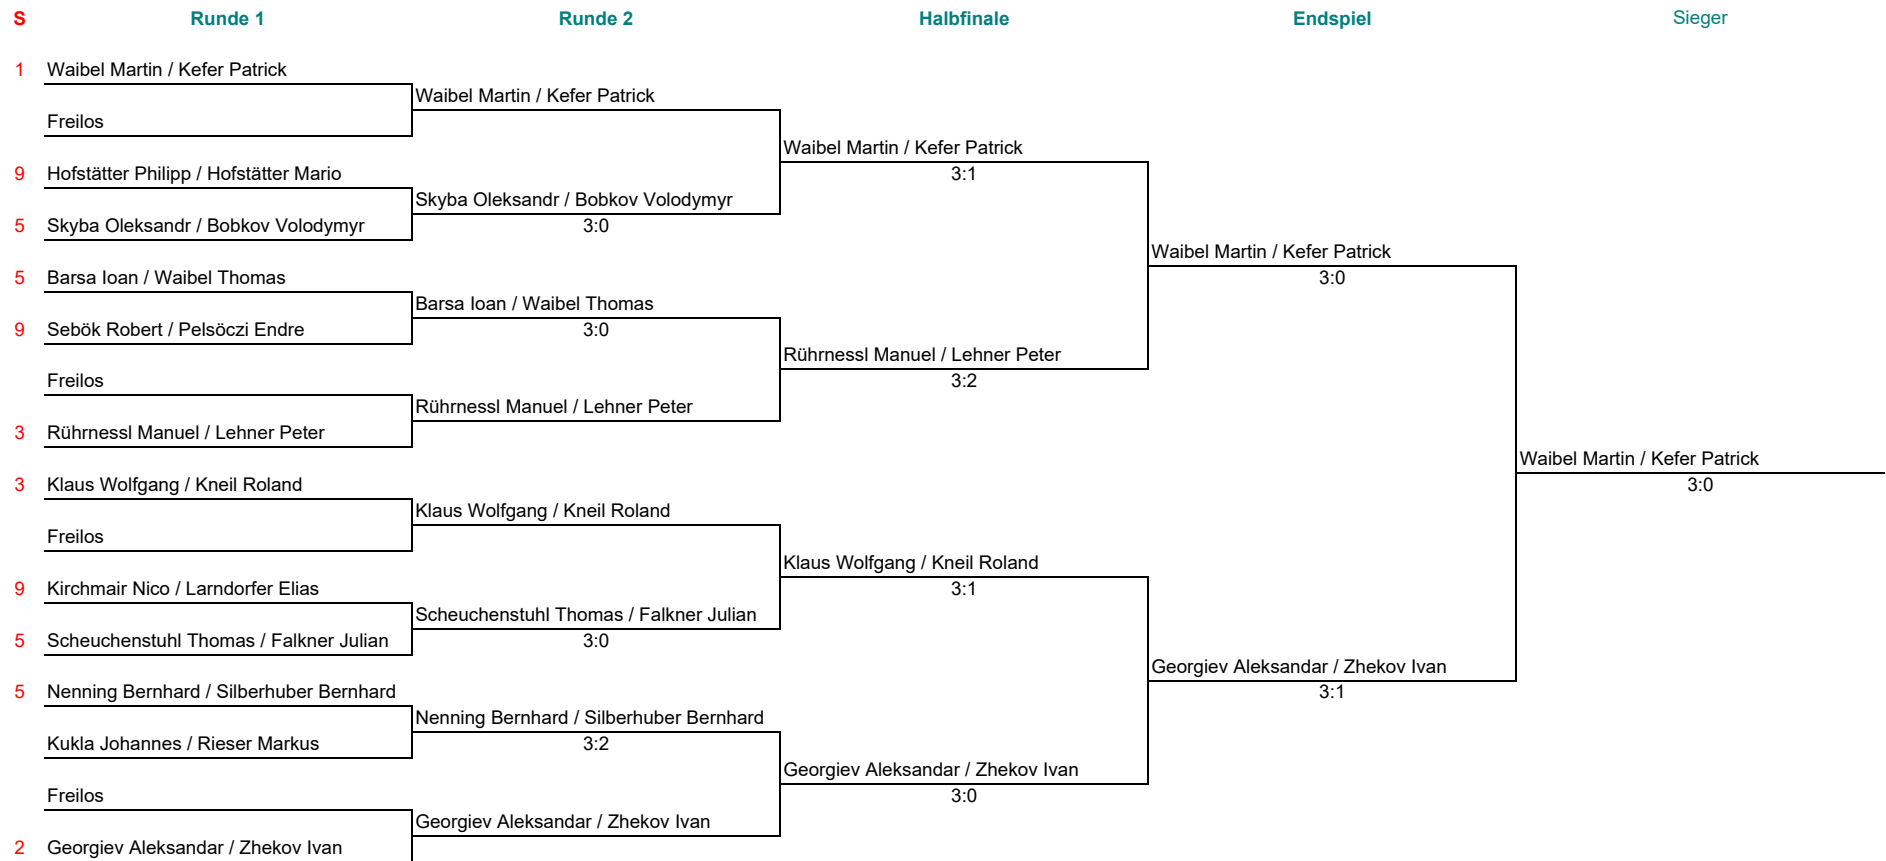 S Runde 1 Runde 2 Halbfinale Endspiel Sieger
1 Waibel Martin / Kefer Patrick
Waibel Martin / Kefer Patrick
Freilos
Waibel Martin / Kefer Patrick
3:1
9 Hofstätter Philipp / Hofstätter Mario
Skyba Oleksandr / Bobkov Volodymyr
3:0
5 Skyba Oleksandr / Bobkov Volodymyr
Waibel Martin / Kefer Patrick
3:0
5 Barsa Ioan / Waibel Thomas
Barsa Ioan / Waibel Thomas
3:0
9 Sebök Robert / Pelsöczi Endre
Rührnessl Manuel / Lehner Peter
3:2
Freilos
Rührnessl Manuel / Lehner Peter
3 Rührnessl Manuel / Lehner Peter
Waibel Martin / Kefer Patrick
3:0
3 Klaus Wolfgang / Kneil Roland
Klaus Wolfgang / Kneil Roland
Freilos
Klaus Wolfgang / Kneil Roland
3:1
9 Kirchmair Nico / Larndorfer Elias
Scheuchenstuhl Thomas / Falkner Julian
3:0
5 Scheuchenstuhl Thomas / Falkner Julian
Georgiev Aleksandar / Zhekov Ivan
3:1
5 Nenning Bernhard / Silberhuber Bernhard
Nenning Bernhard / Silberhuber Bernhard
3:2
Kukla Johannes / Rieser Markus
Georgiev Aleksandar / Zhekov Ivan
3:0
Freilos
Georgiev Aleksandar / Zhekov Ivan
2 Georgiev Aleksandar / Zhekov Ivan